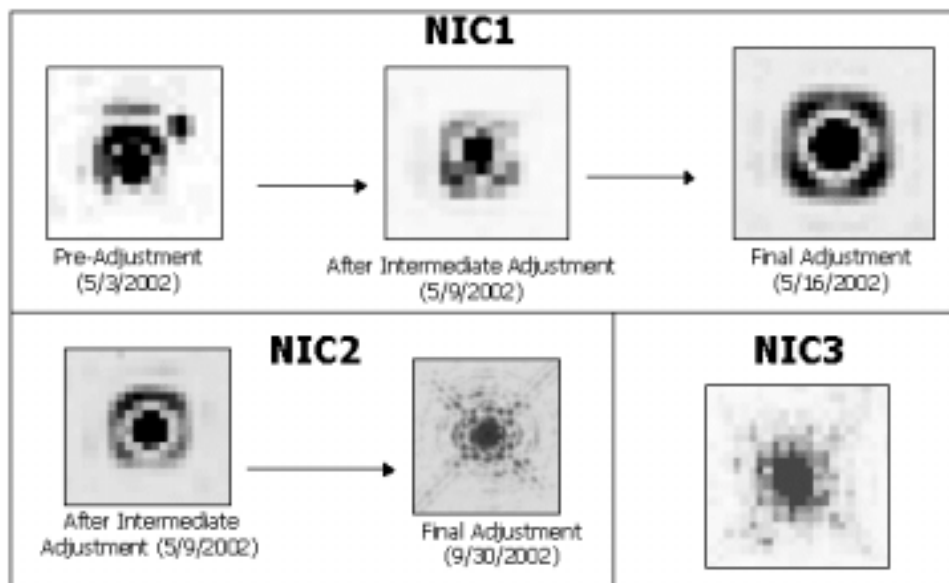 NIC1
Pre-Adjustment
(5/3/2002)
After Intermediate Adjustment
(5/9/2002)
Final Adjustment
(5/16/2002)
NIC2
After Intermediate
Adjustment (5/9/2002)
Final Adjustment
(9/30/2002)
NIC3